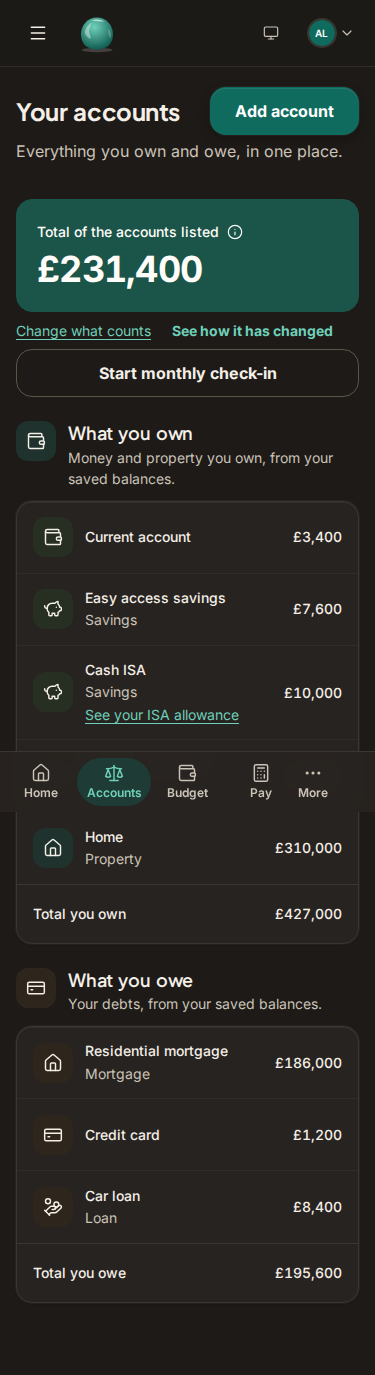 AL
Your accounts
Add account
Everything you own and owe, in one place.
Total of the accounts listed
£231,400
Change what counts
See how it has changed
Start monthly check-in
What you own
Money and property you own, from your
saved balances.
Current account
£3,400
Easy access savings
Savings
£7,600
Cash ISA
Savings
See your ISA allowance
£10,000
Home
Accounts
Budget
Pay
More
Home
Property
£310,000
Total you own
£427,000
What you owe
Your debts, from your saved balances.
Residential mortgage
Mortgage
£186,000
Credit card
£1,200
Car loan
Loan
£8,400
Total you owe
£195,600